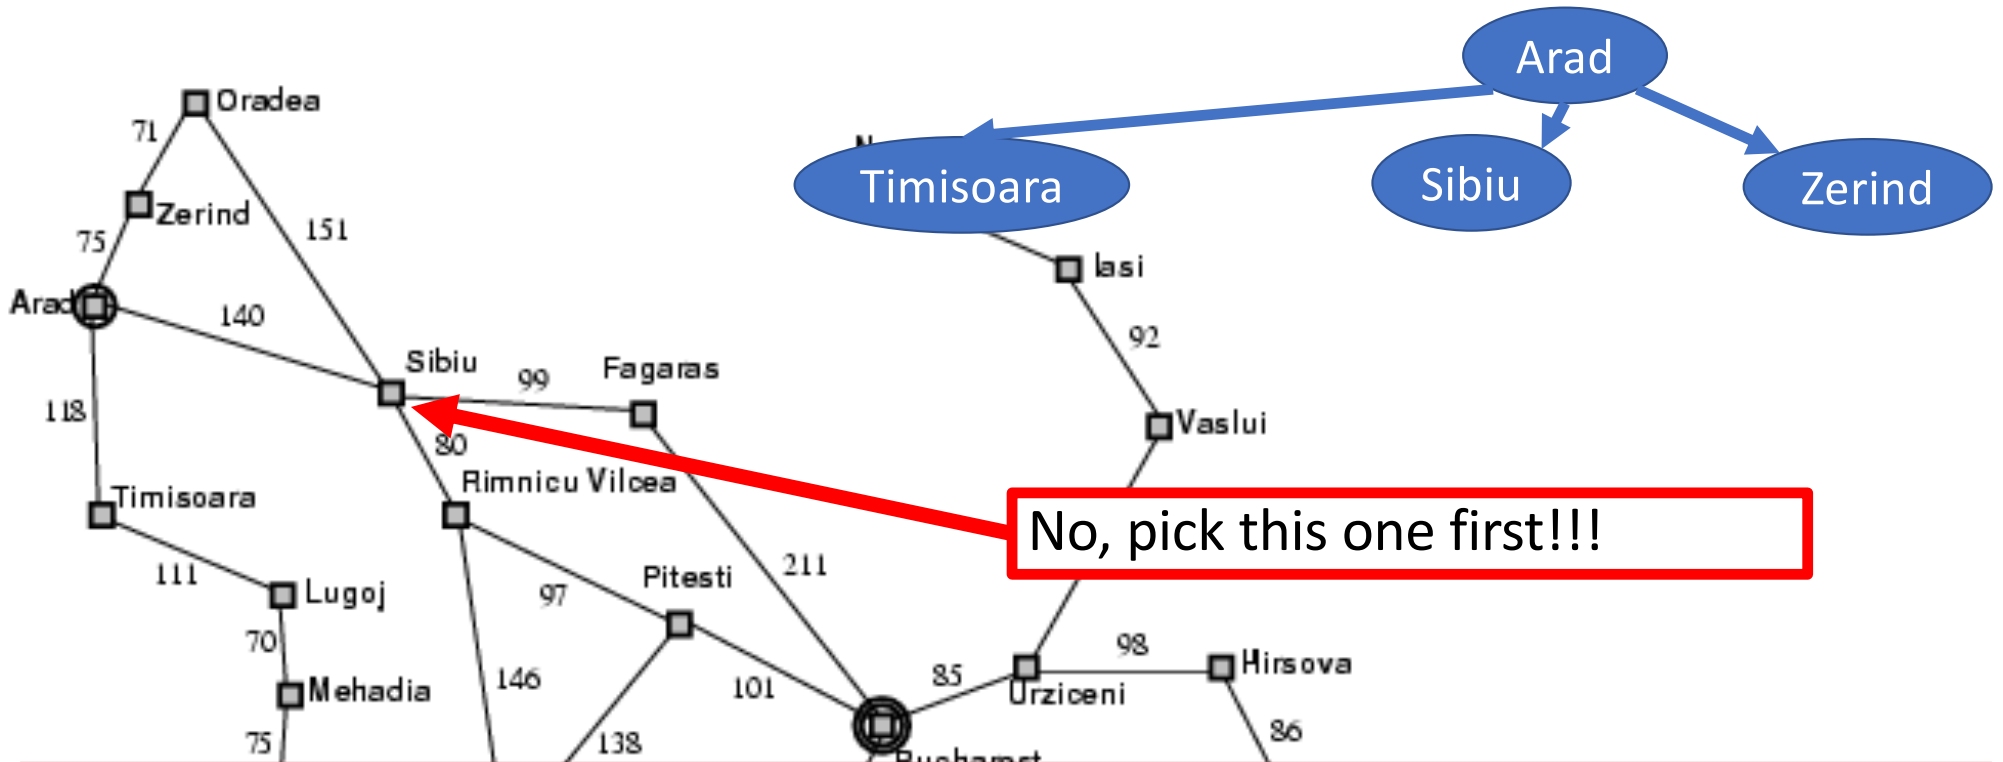 Arad
Oradea
71
Timisoara
Sibiu
Zerind
Zerind
151
75
Iasi
Arad
140
92
Sibiu
99
Fagaras
118
Vaslui
80
Rimnicu Vilcea
Timisoara
No, pick this one first!!!
111
Lugoj
97
Pitesti
211
70
98
Mehadia
146
101
85
Urziceni
Hirsova
75
138
86